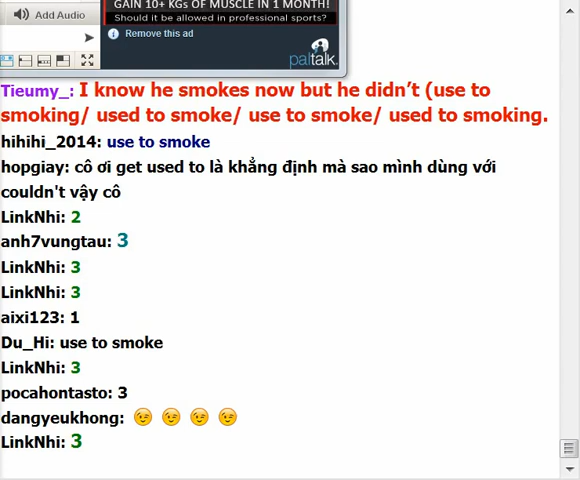 Add Audio
GAIN 10+ KGs OF MUSCLE IN 1 MONTH!
Should it be allowed in professional sports?
Remove this ad
paltalk
Tieumy_: I know he smokes now but he didn’t (use to
smoking/ used to smoke/ use to smoke/ used to smoking.
hihihi_2014: use to smoke
hopgiay: cô ơi get used to là khẳng định mà sao mình dùng với
couldn't vậy cô
LinkNhi: 2
anh7vungtau: 3
LinkNhi: 3
LinkNhi: 3
aixi123: 1
Du_Hi: use to smoke
LinkNhi: 3
pocahontasto: 3
dangyeukhong:
LinkNhi: 3